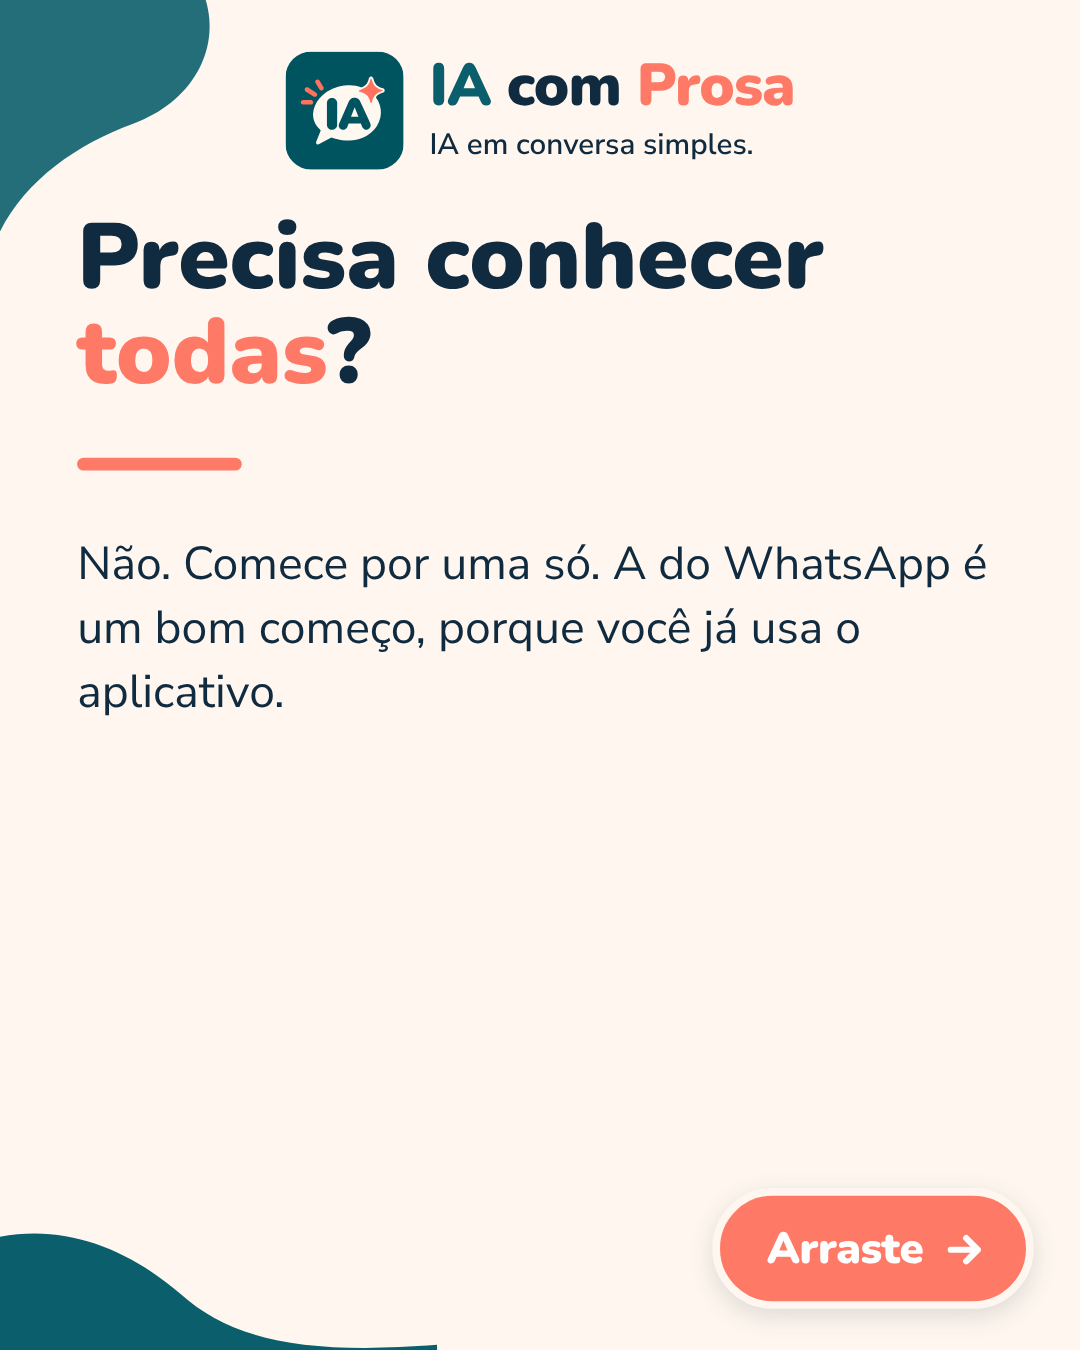 IA
IA com Prosa
IA em conversa simples.
Precisa conhecer
todas?
Não. Comece por uma só. A do WhatsApp é
um bom começo, porque você já usa o
aplicativo.
Arraste →